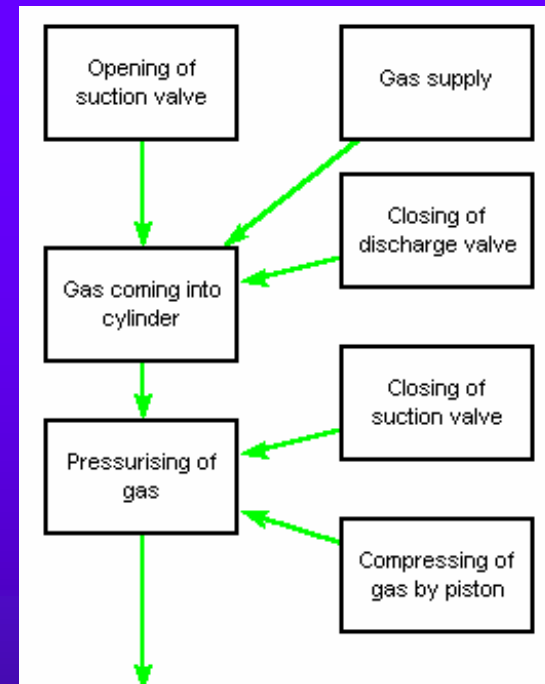 Opening of
suction valve
Gas supply
Closing of
discharge valve
Gas coming into
cylinder
Closing of
suction valve
Pressurising of
gas
Compressing of
gas by piston